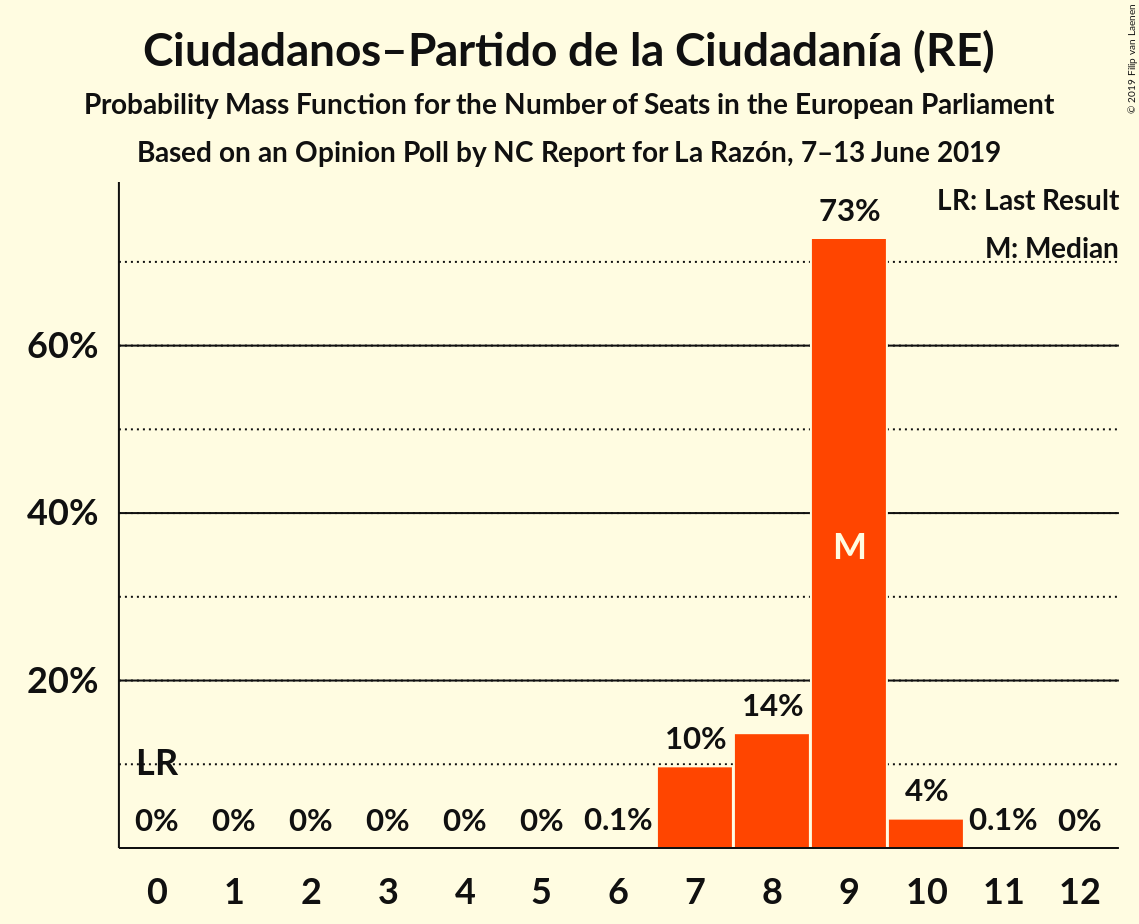 Ciudadanos–Partido de la Ciudadanía (RE)
Probability Mass Function for the Number of Seats in the European Parliament
Based on an Opinion Poll by NC Report for La Razón, 7–13 June 2019
© 2019 Filip van Laenen
LR: Last Result
M: Median
73%
60%
40%
M
20%
14%
10%
LR
4%
0% 0% 0% 0% 0% 0% 0.1% 0.1% 0%
0 1 2 3 4 5 6 7 8 9 10 11 12